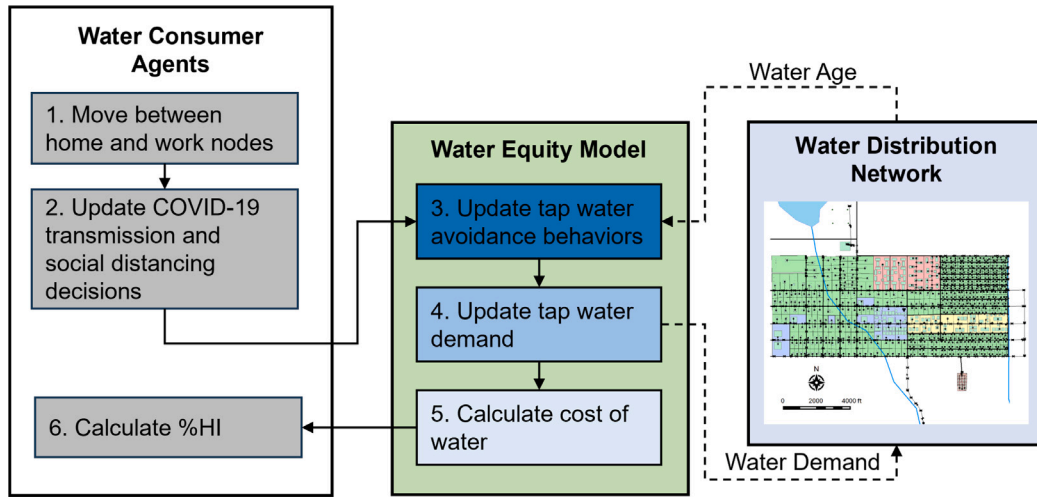 Water Consumer
Agents
1. Move between
home and work nodes
2. Update COVID-19
transmission and
social distancing
decisions
6. Calculate %HI
Water Equity Model
3. Update tap water
avoidance behaviors
4. Update tap water
demand
5. Calculate cost of
water
Water Age
Water Demand
Water Distribution
Network
N
0 2000 4000 ft